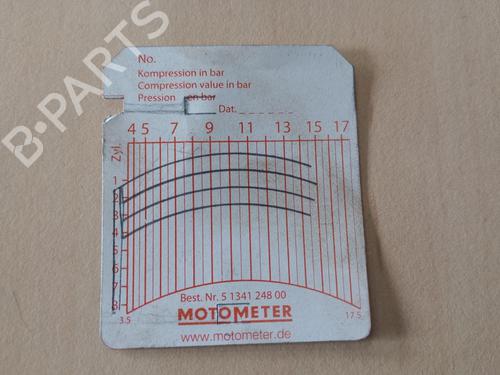 No.
Kompression in bar
Compression value in bar
Pression en bar
Dat.
4 5 7 9 11 13 15 17
Zyl.
1
2
3
4
5
6
7
8
3.5 17.5
Best. Nr. 5 1341 248 00
MOTOMETER
www.motometer.de
B-PARTS